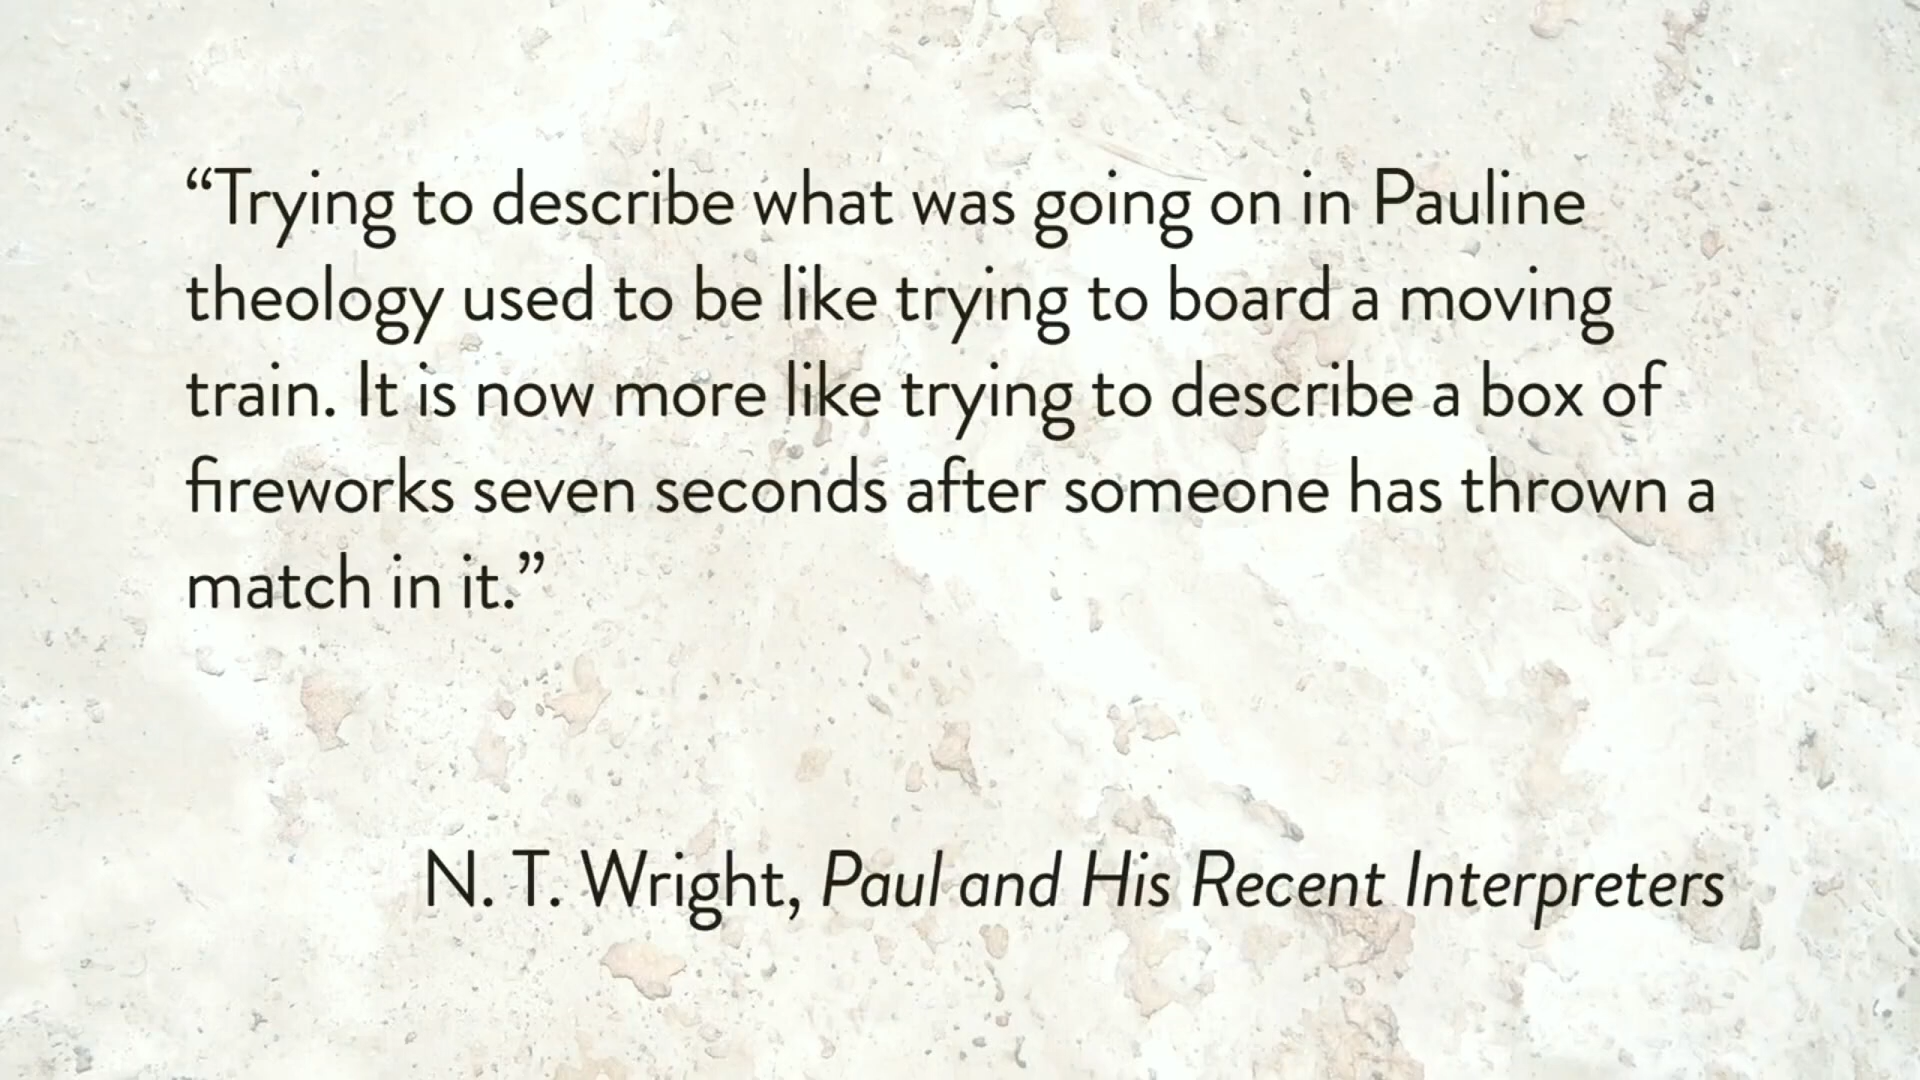 “Trying to describe what was going on in Pauline
theology used to be like trying to board a moving
train. It is now more like trying to describe a box of
fireworks seven seconds after someone has thrown a
match in it.”
N. T. Wright, Paul and His Recent Interpreters